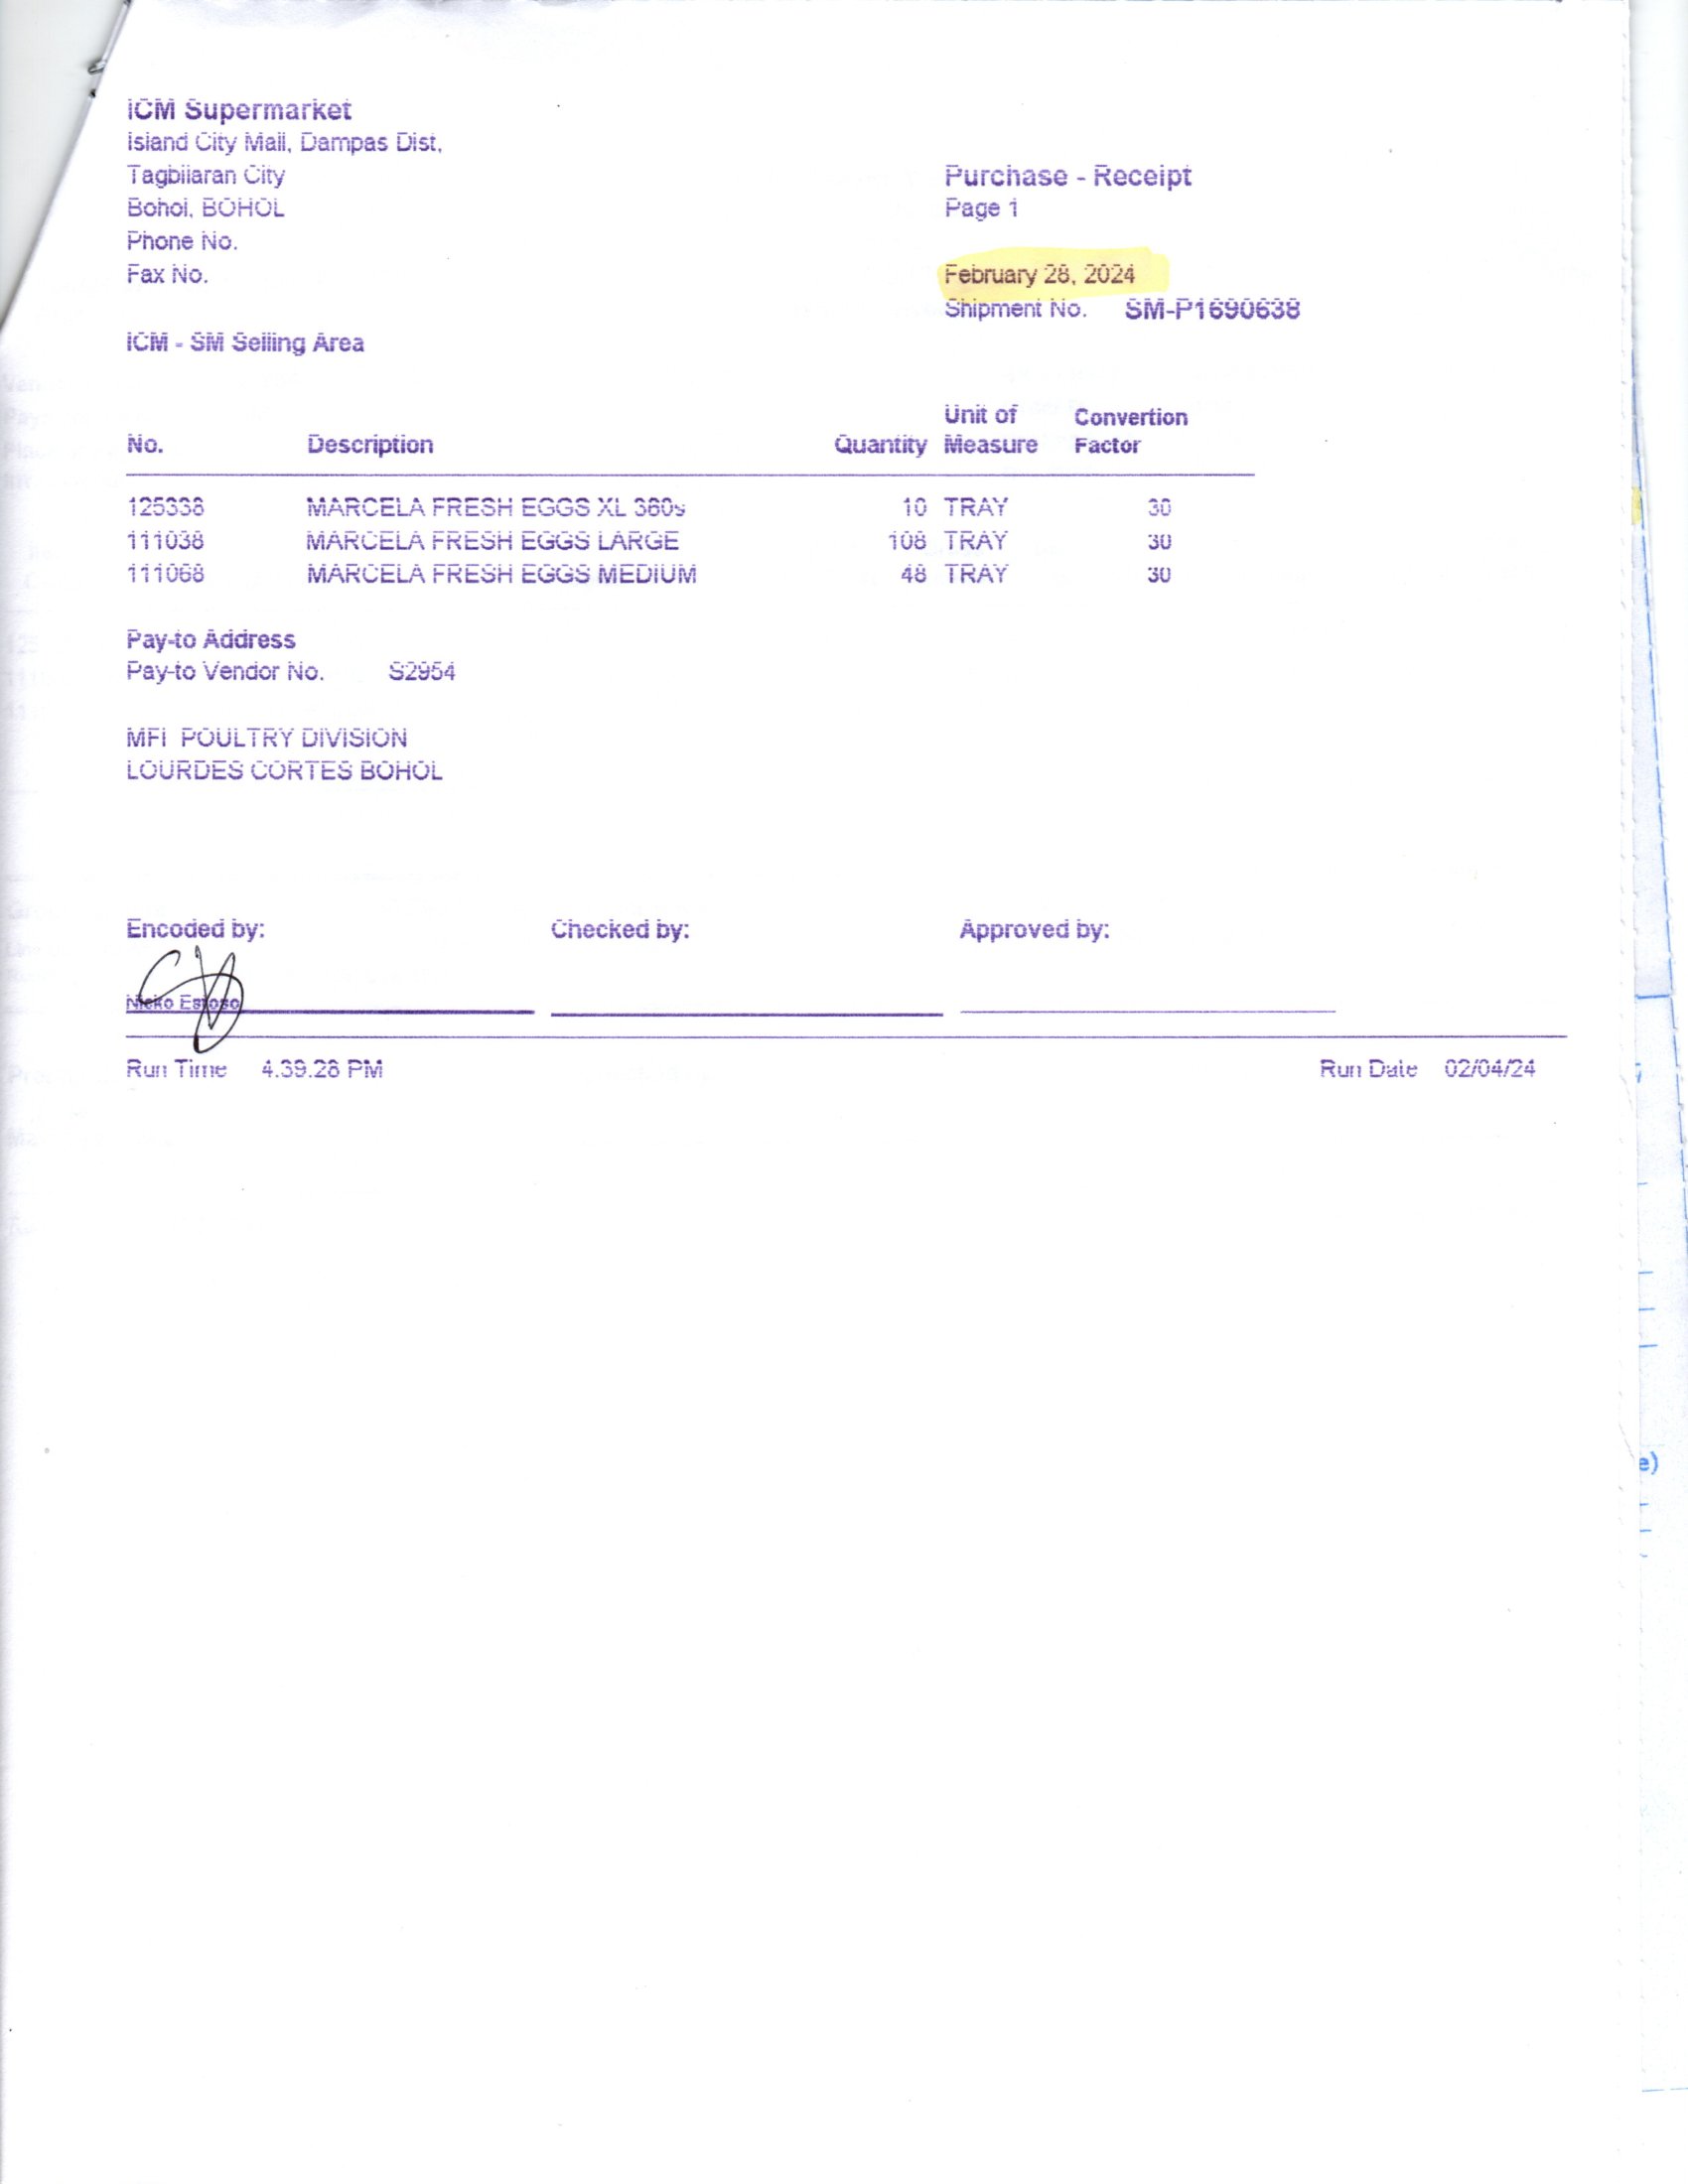 ICM Supermarket
Island City Mall, Dampas Dist,
Tagbilaran City
Bohol, BOHOL
Phone No.
Fax No.
Purchase - Receipt
Page 1
February 28, 2024
Shipment No. SM-P1690638
ICM - SM Selling Area
No. Description Quantity Unit of Measure Convertion Factor
125338 MARCELA FRESH EGGS XL 360s 10 TRAY 30
111038 MARCELA FRESH EGGS LARGE 108 TRAY 30
111068 MARCELA FRESH EGGS MEDIUM 48 TRAY 30
Pay-to Address
Pay-to Vendor No. S2954
MFI POULTRY DIVISION
LOURDES CORTES BOHOL
Encoded by: Checked by: Approved by:
Run Time 4.39.28 PM Run Date 02/04/24